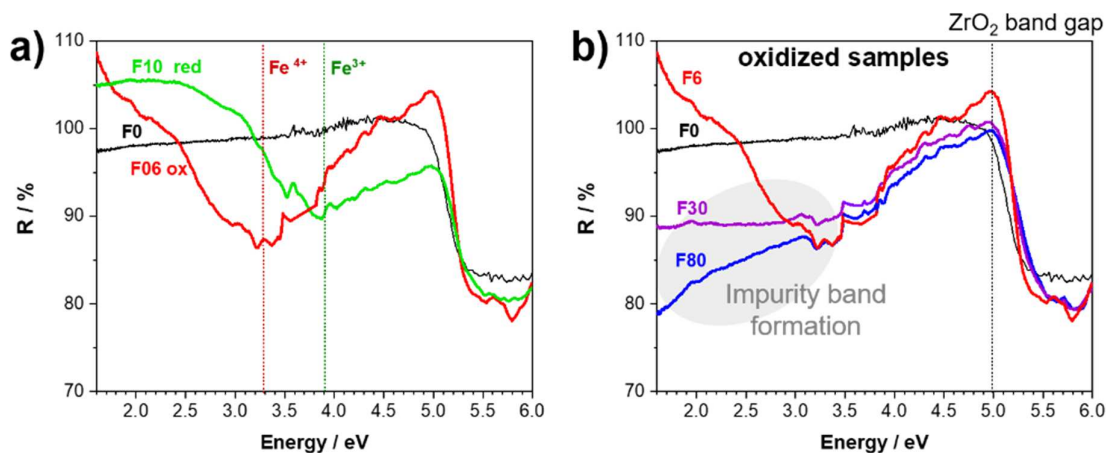 a)
110
100
90
80
70
R / %
2.0 2.5 3.0 3.5 4.0 4.5 5.0 5.5 6.0
Energy / eV
F10 red
F0
F06 ox
Fe 4+
Fe3+
b)
ZrO2 band gap
oxidized samples
110
100
90
80
70
R / %
2.0 2.5 3.0 3.5 4.0 4.5 5.0 5.5 6.0
Energy / eV
F6
F0
F30
F80
Impurity band
formation